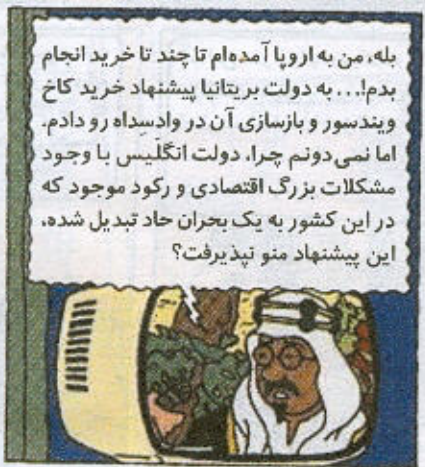 بله، من به اروپا آمده‌ام تا چند تا خرید انجام
بدم!... به دولت بریتانیا پیشنهاد خرید کاخ
ویندسور و بازسازی آن در وادسداه رو دادم.
اما نمی‌دونم چرا، دولت انگلیس با وجود
مشکلات بزرگ اقتصادی و رکود موجود که
در این کشور به یک بحران حاد تبدیل شده،
این پیشنهاد منو نپذیرفت؟